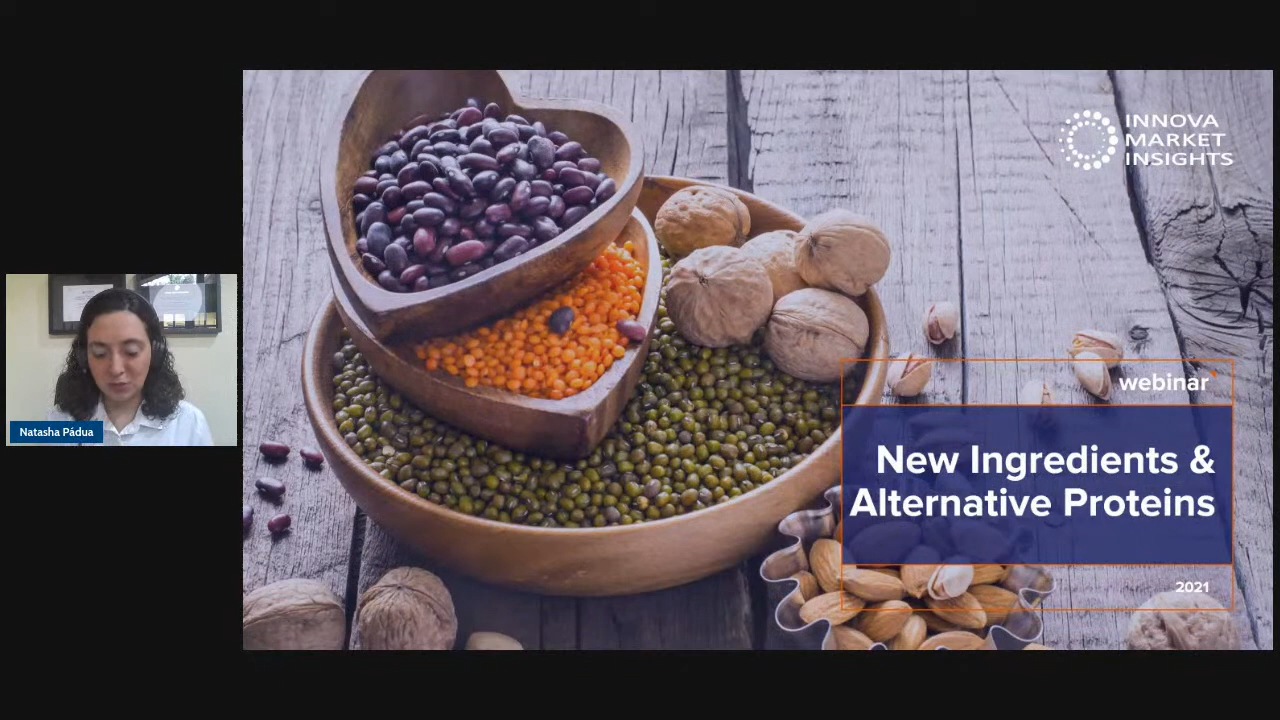 INNOVA
MARKET
INSIGHTS
Natasha Pádua
webinar
New Ingredients &
Alternative Proteins
2021